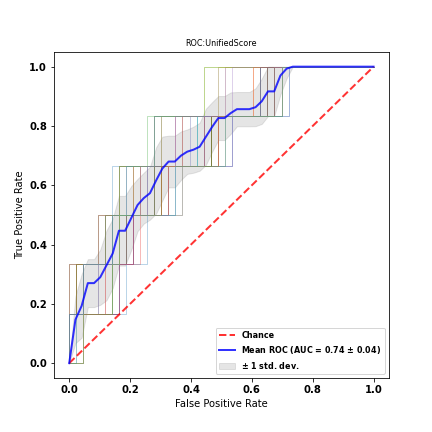 ROC:UnifiedScore
1.0
0.8
0.6
0.4
0.2
0.0
True Positive Rate
Chance
Mean ROC (AUC = 0.74 ± 0.04)
± 1 std. dev.
0.0 0.2 0.4 0.6 0.8 1.0
False Positive Rate